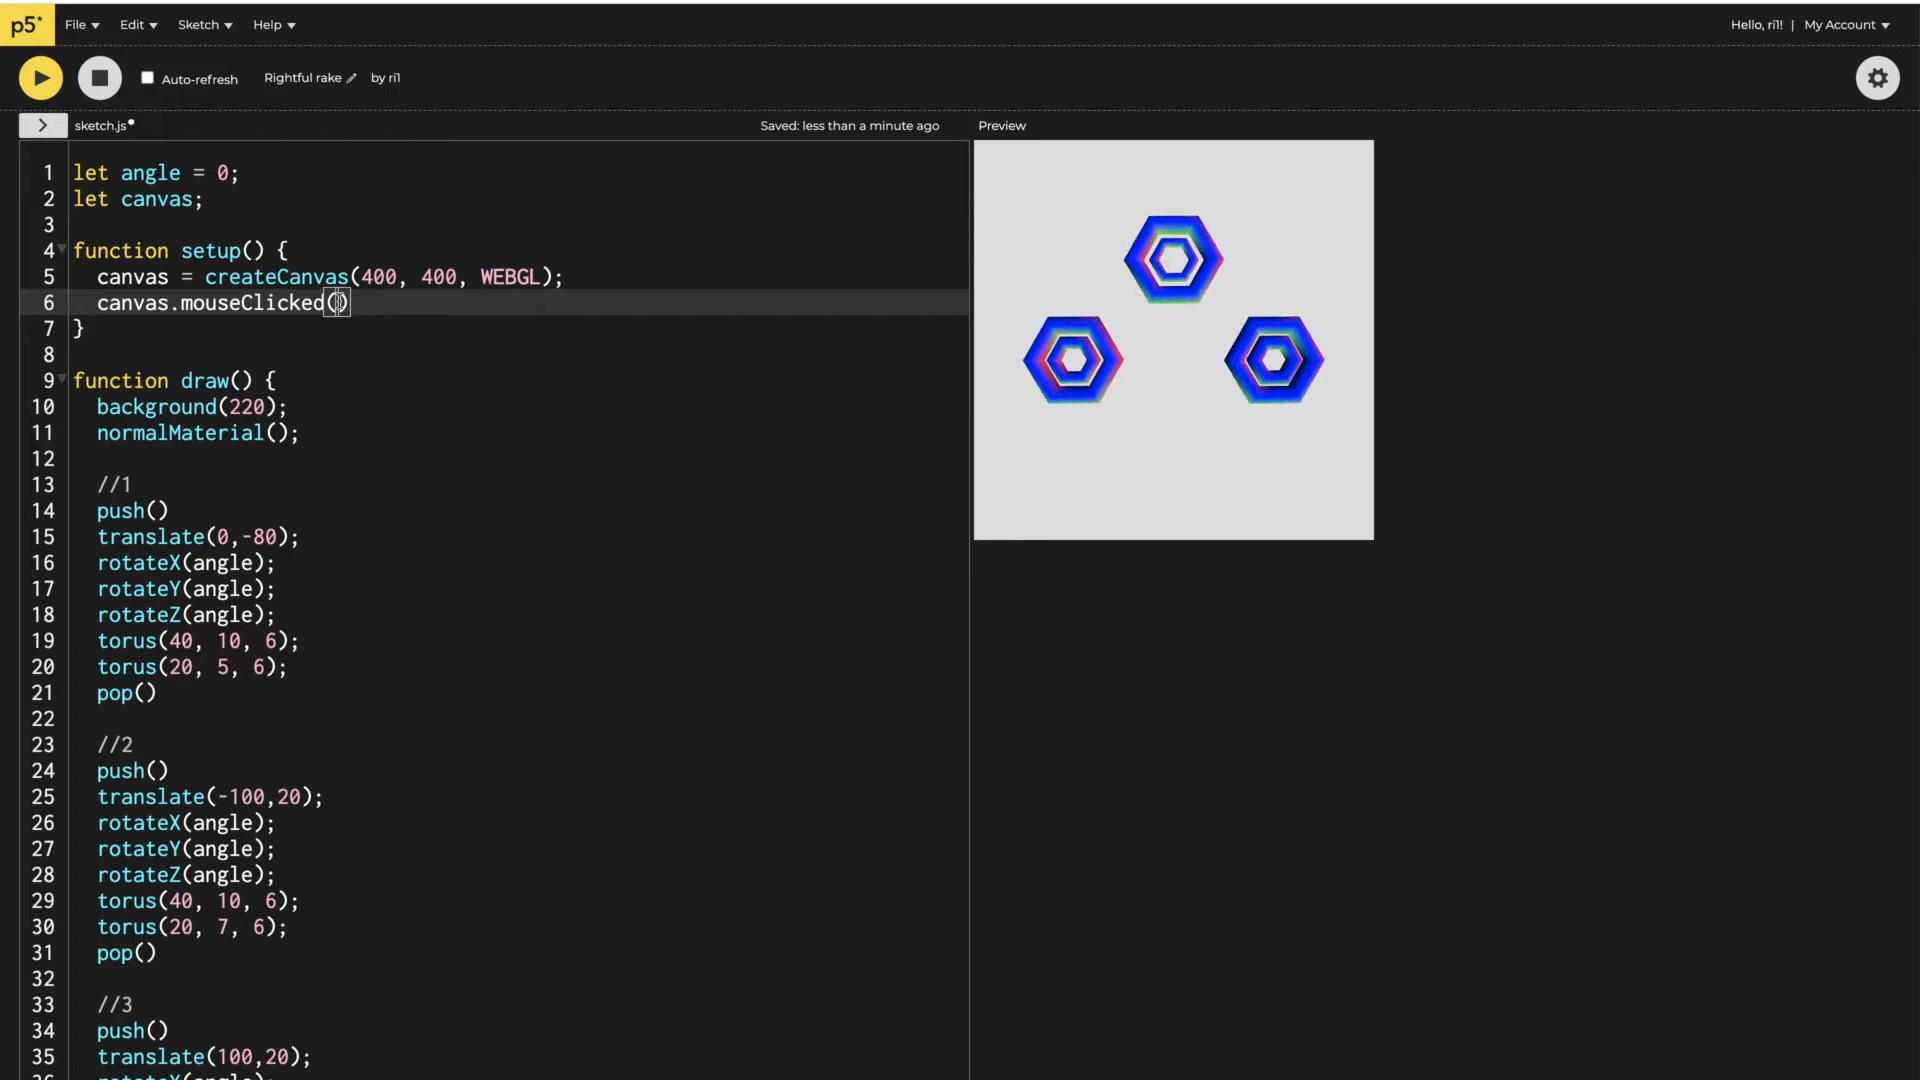 p5* File Edit Sketch Help Hello, ri1! | My Account
Auto-refresh Rightful rake by ri1
> sketch.js Saved: less than a minute ago Preview
1 let angle = 0;
2 let canvas;
3
4 function setup() {
5 canvas = createCanvas(400, 400, WEBGL);
6 canvas.mouseClicked()
7 }
8
9 function draw() {
10 background(220);
11 normalMaterial();
12
13 //1
14 push()
15 translate(0,-80);
16 rotateX(angle);
17 rotateY(angle);
18 rotateZ(angle);
19 torus(40, 10, 6);
20 torus(20, 5, 6);
21 pop()
22
23 //2
24 push()
25 translate(-100,20);
26 rotateX(angle);
27 rotateY(angle);
28 rotateZ(angle);
29 torus(40, 10, 6);
30 torus(20, 7, 6);
31 pop()
32
33 //3
34 push()
35 translate(100,20);
36 rotateX(angle);